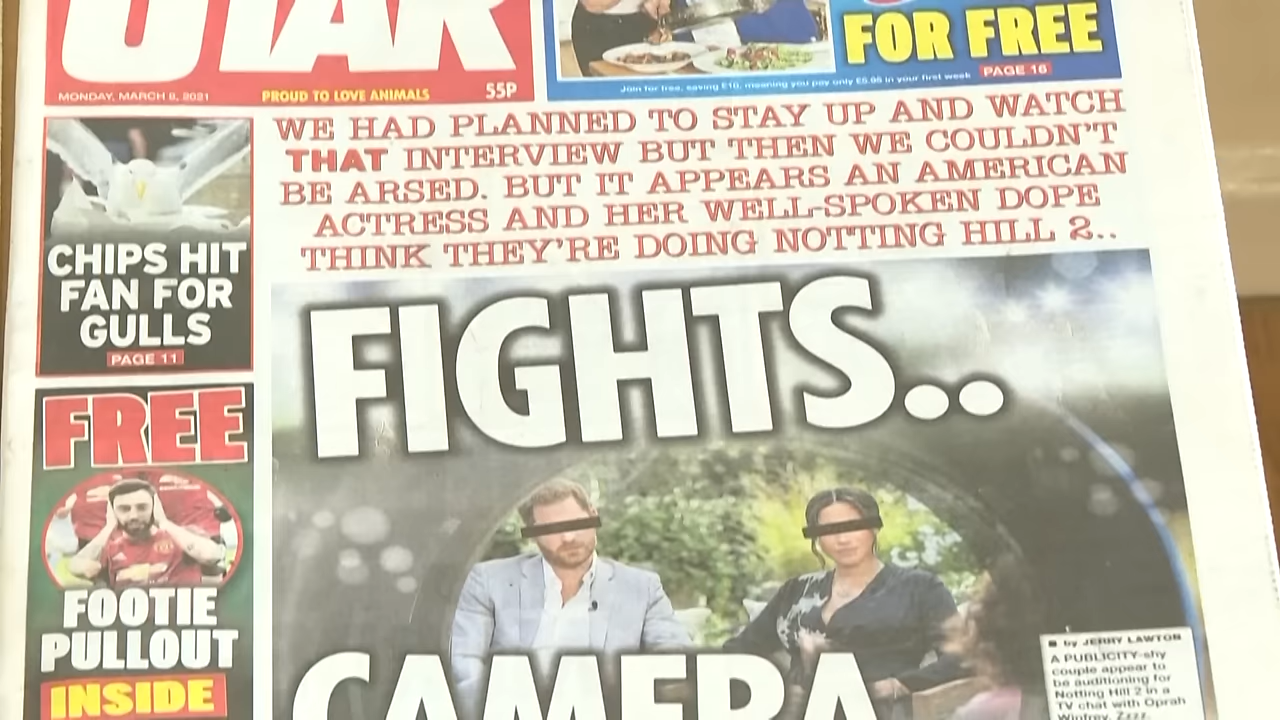 STAR
MONDAY, MARCH 8, 2021
PROUD TO LOVE ANIMALS
55P
FOR FREE
Join for free, saving £10, meaning you pay only £5.95 in your first week
PAGE 16
WE HAD PLANNED TO STAY UP AND WATCH
THAT INTERVIEW BUT THEN WE COULDN'T
BE ARSED. BUT IT APPEARS AN AMERICAN
ACTRESS AND HER WELL-SPOKEN DOPE
THINK THEY'RE DOING NOTTING HILL 2..
CHIPS HIT
FAN FOR
GULLS
PAGE 11
FREE
FOOTIE
PULLOUT
INSIDE
FIGHTS..
CAMERA
by JERRY LAWTON
A PUBLICITY-shy
couple appear to
be auditioning for
Notting Hill 2 in a
TV chat with Oprah
Winfrey. Zzzz.